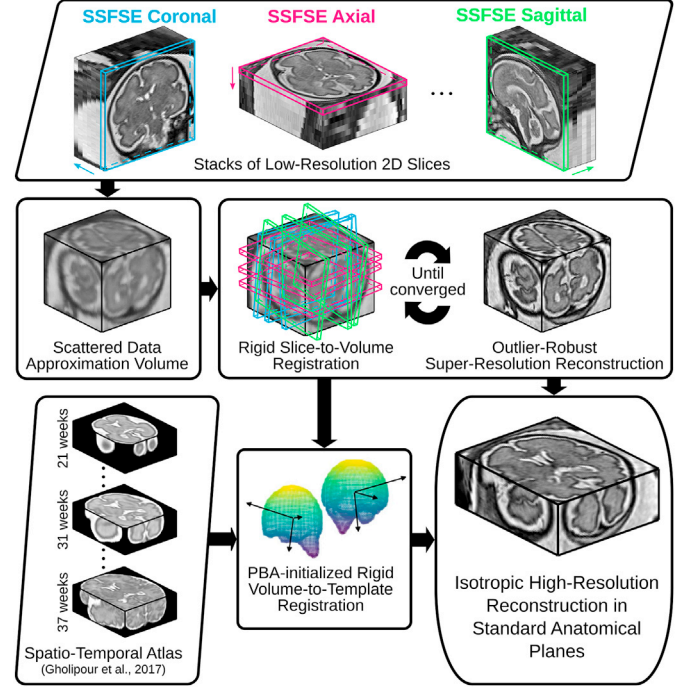 SSFSE Coronal
SSFSE Axial
SSFSE Sagittal
...
Stacks of Low-Resolution 2D Slices
Scattered Data
Approximation Volume
Rigid Slice-to-Volume
Registration
Until
converged
Outlier-Robust
Super-Resolution Reconstruction
21 weeks
31 weeks
37 weeks
Spatio-Temporal Atlas
(Gholipour et al., 2017)
PBA-initialized Rigid
Volume-to-Template
Registration
Isotropic High-Resolution
Reconstruction in
Standard Anatomical
Planes